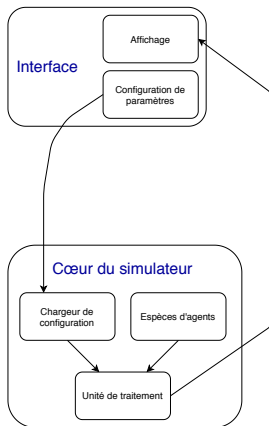 Affichage
Interface
Configuration de
paramètres
Cœur du simulateur
Chargeur de
configuration
Espèces d'agents
Unité de traitement